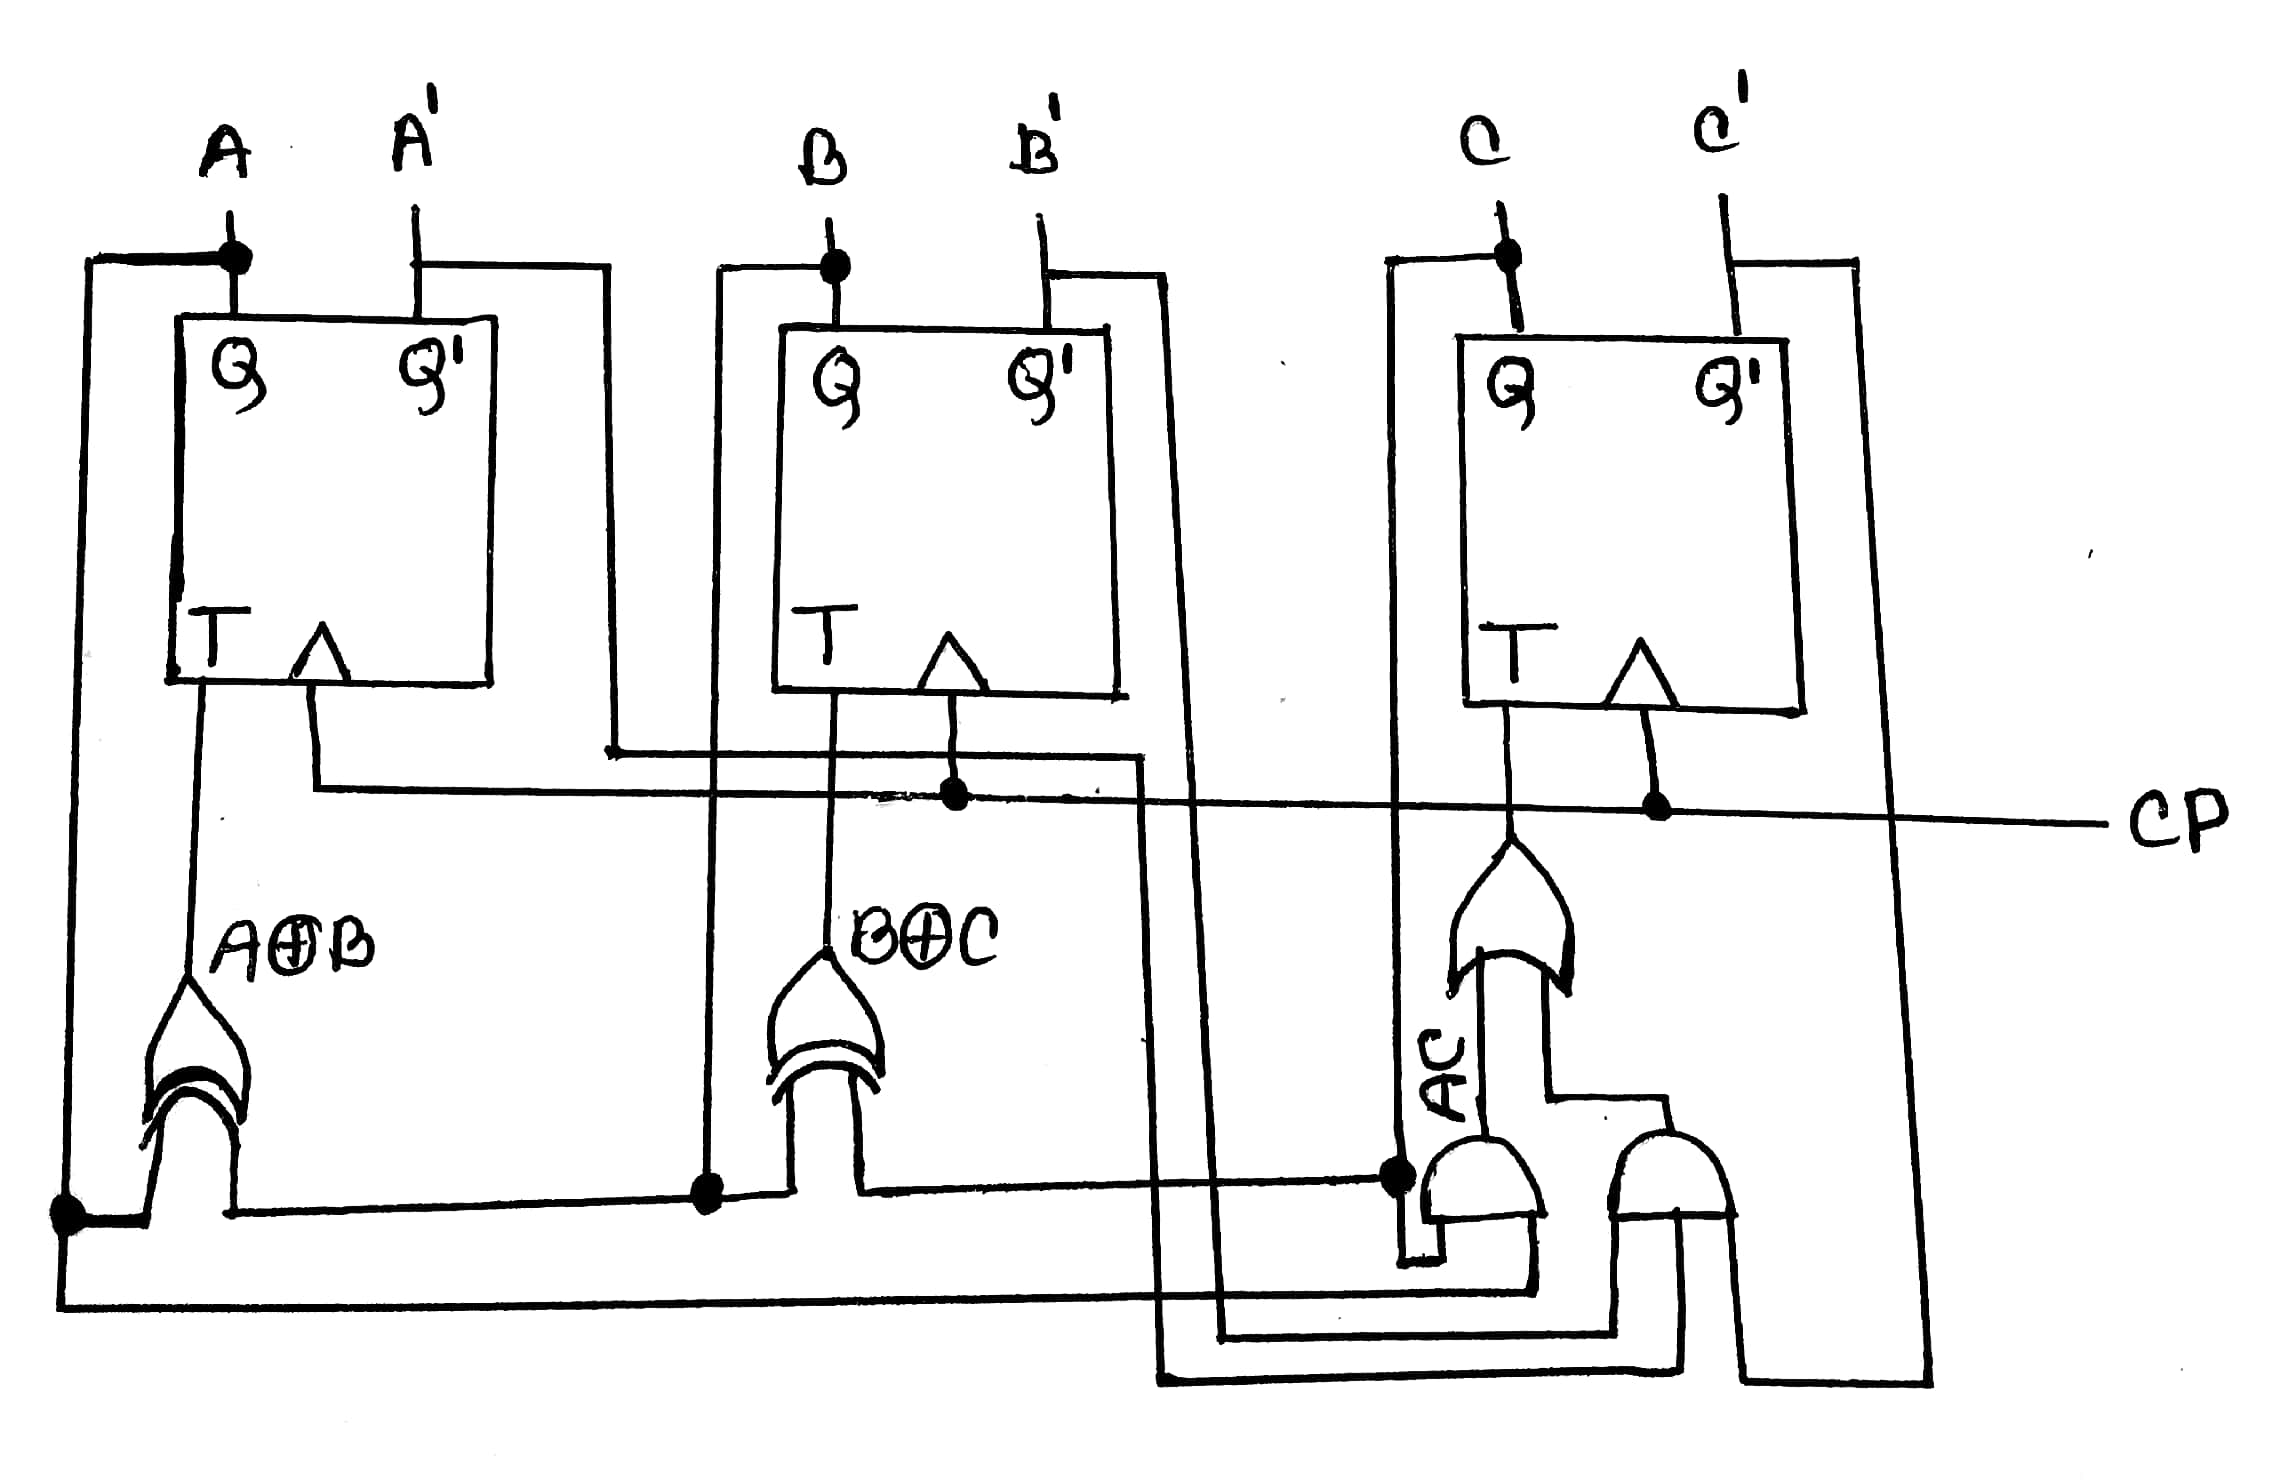 A A' B B' C C'
Q Q' Q Q' Q Q'
T T T
CP
A⊕B B⊕C
AC